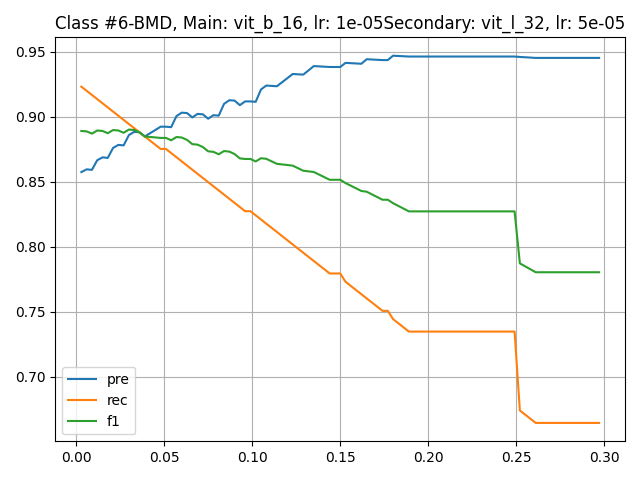 Class #6-BMD, Main: vit_b_16, lr: 1e-05Secondary: vit_l_32, lr: 5e-05
0.95
0.90
0.85
0.80
0.75
0.70
pre
rec
f1
0.00 0.05 0.10 0.15 0.20 0.25 0.30